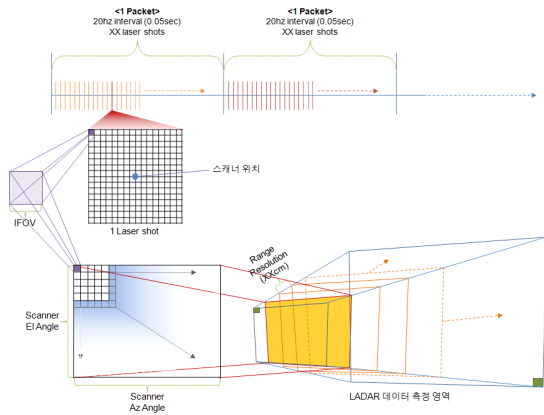 <1 Packet>
20hz interval (0.05sec)
XX laser shots
<1 Packet>
20hz interval (0.05sec)
XX laser shots
스캐너 위치
IFOV
1 Laser shot
Range
Resolution
(XXcm)
Scanner
El Angle
Scanner
Az Angle
LADAR 데이터 측정 영역